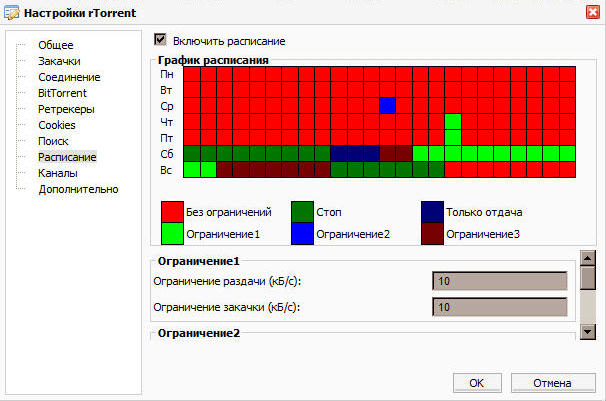 Настройки rTorrent
Общее
Закачки
Соединение
BitTorrent
Ретрекеры
Cookies
Поиск
Расписание
Каналы
Дополнительно
Включить расписание
График расписания
Пн
Вт
Ср
Чт
Пт
Сб
Вс
Без ограничений Стоп Только отдача
Ограничение1 Ограничение2 Ограничение3
Ограничение1
Ограничение раздачи (кБ/с): 10
Ограничение закачки (кБ/с): 10
Ограничение2
OK Отмена